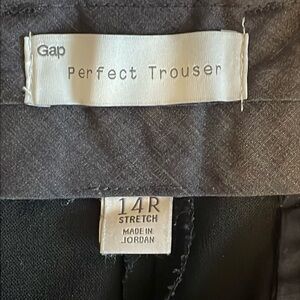 Gap
Perfect Trouser
14R
STRETCH
MADE IN
JORDAN